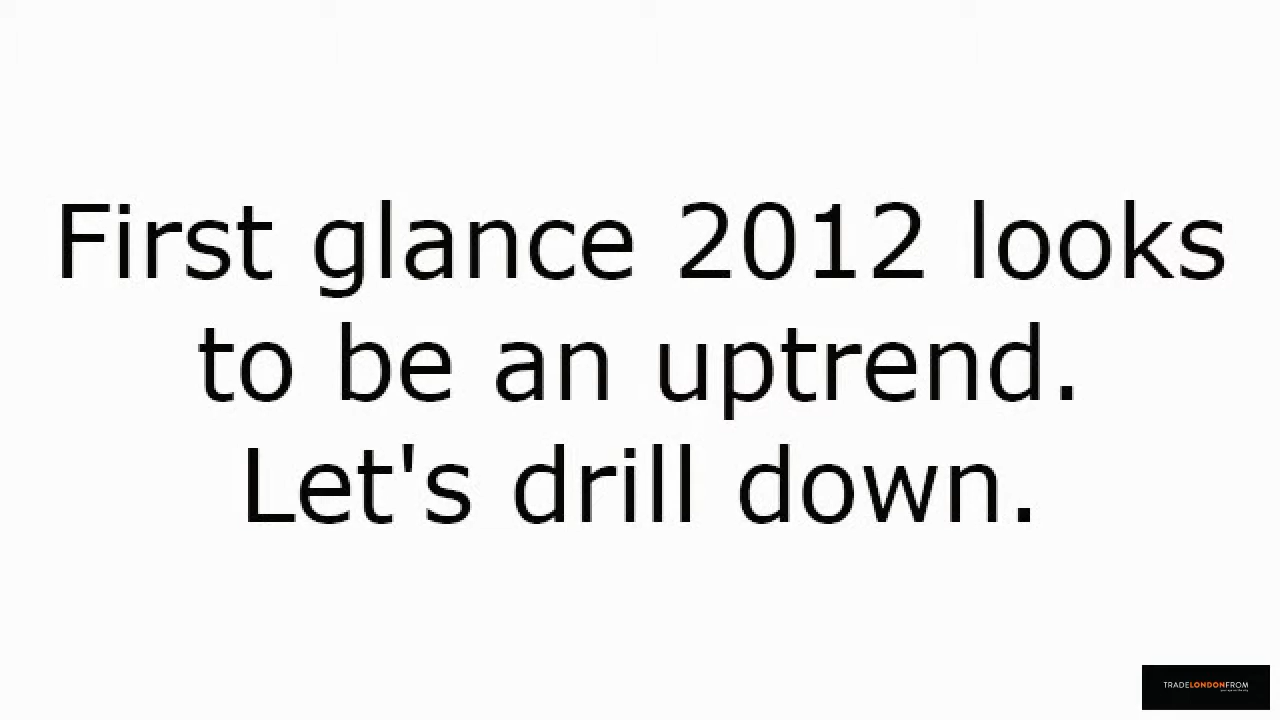 First glance 2012 looks
to be an uptrend.
Let's drill down.
TRADELONDONFROM